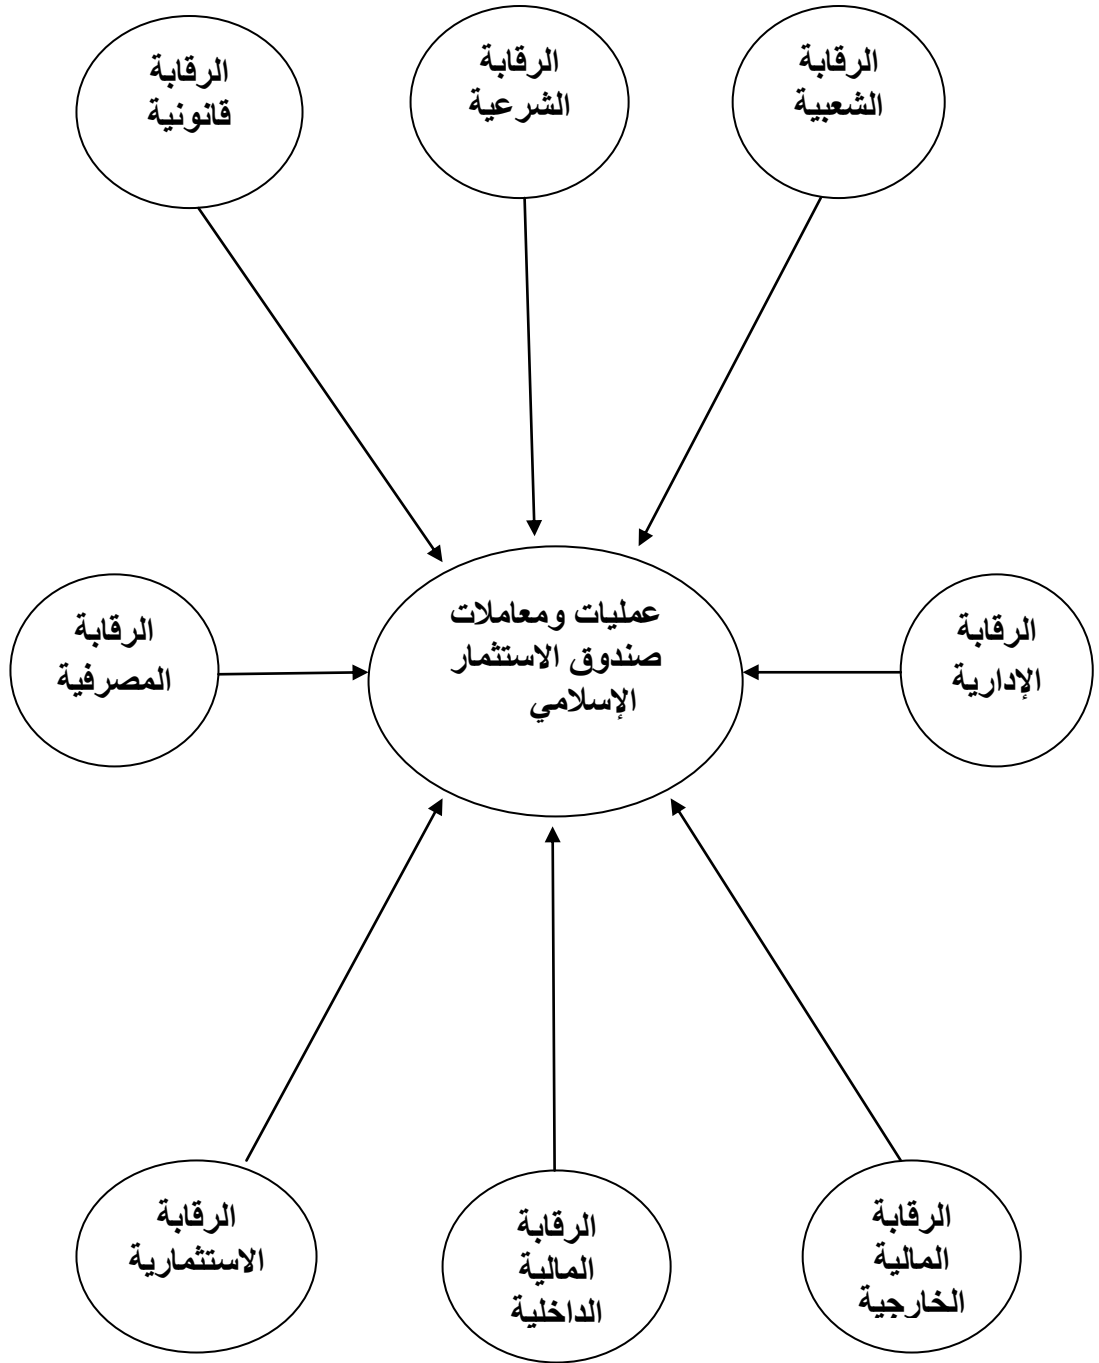 الرقابة
الشعبية
الرقابة
الشرعية
الرقابة
قانونية
الرقابة
الإدارية
عمليات ومعاملات
صندوق الاستثمار
الإسلامي
الرقابة
المصرفية
الرقابة
المالية
الخارجية
الرقابة
المالية
الداخلية
الرقابة
الاستثمارية